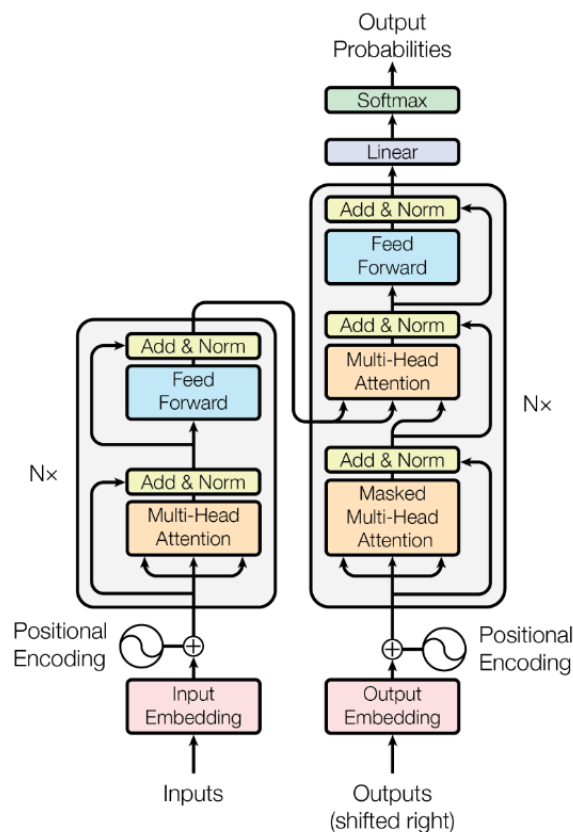 Output
Probabilities
Softmax
Linear
Add & Norm
Feed
Forward
Add & Norm
Multi-Head
Attention
N×
Add & Norm
Masked
Multi-Head
Attention
Add & Norm
Feed
Forward
N×
Add & Norm
Multi-Head
Attention
Positional
Encoding
Positional
Encoding
Input
Embedding
Output
Embedding
Inputs
Outputs
(shifted right)